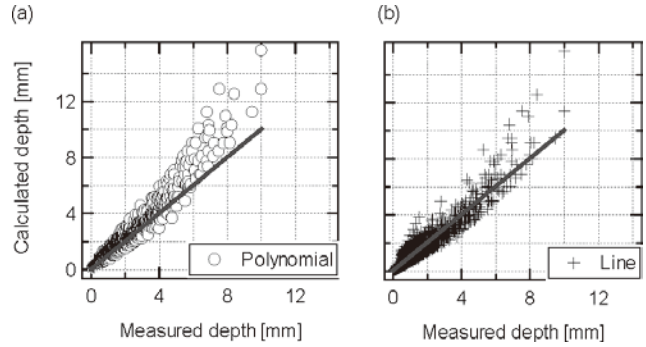 (a)
(b)
Calculated depth [mm]
12
8
4
0
Polynomial
Line
0 4 8 12
0 4 8 12
Measured depth [mm]
Measured depth [mm]